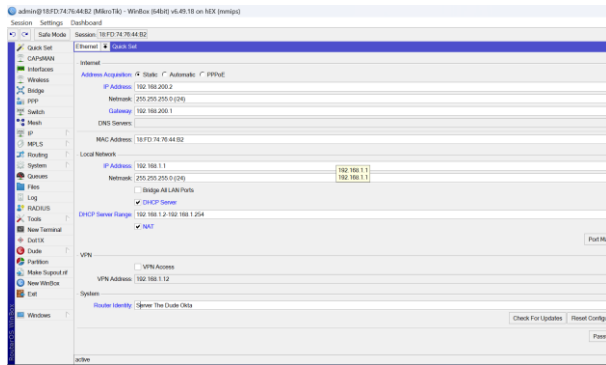 admin@18:FD:74:76:44:B2 (MikroTik) - WinBox (64bit) v6.49.18 on hEX (mmips)
Session Settings Dashboard
Safe Mode Session: 18:FD:74:76:44:B2
Quick Set
CAPsMAN
Interfaces
Wireless
Bridge
PPP
Switch
Mesh
IP
MPLS
Routing
System
Queues
Files
Log
RADIUS
Tools
New Terminal
Dot1X
Dude
Partition
Make Supout.rif
New WinBox
Exit
Windows
RouterOS WinBox
Ethernet Quick Set
Internet
Address Acquisition: Static Automatic PPPoE
IP Address: 192.168.200.2
Netmask: 255.255.255.0 (/24)
Gateway: 192.168.200.1
DNS Servers:
MAC Address: 18:FD:74:76:44:B2
Local Network
IP Address: 192.168.1.1
192.168.1.1
192.168.1.1
Netmask: 255.255.255.0 (/24)
Bridge All LAN Ports
DHCP Server
DHCP Server Range: 192.168.1.2-192.168.1.254
NAT
Port Ma
VPN
VPN Access
VPN Address: 192.168.1.12
System
Router Identity: Server The Dude Okta
Check For Updates Reset Configu
Passw
active